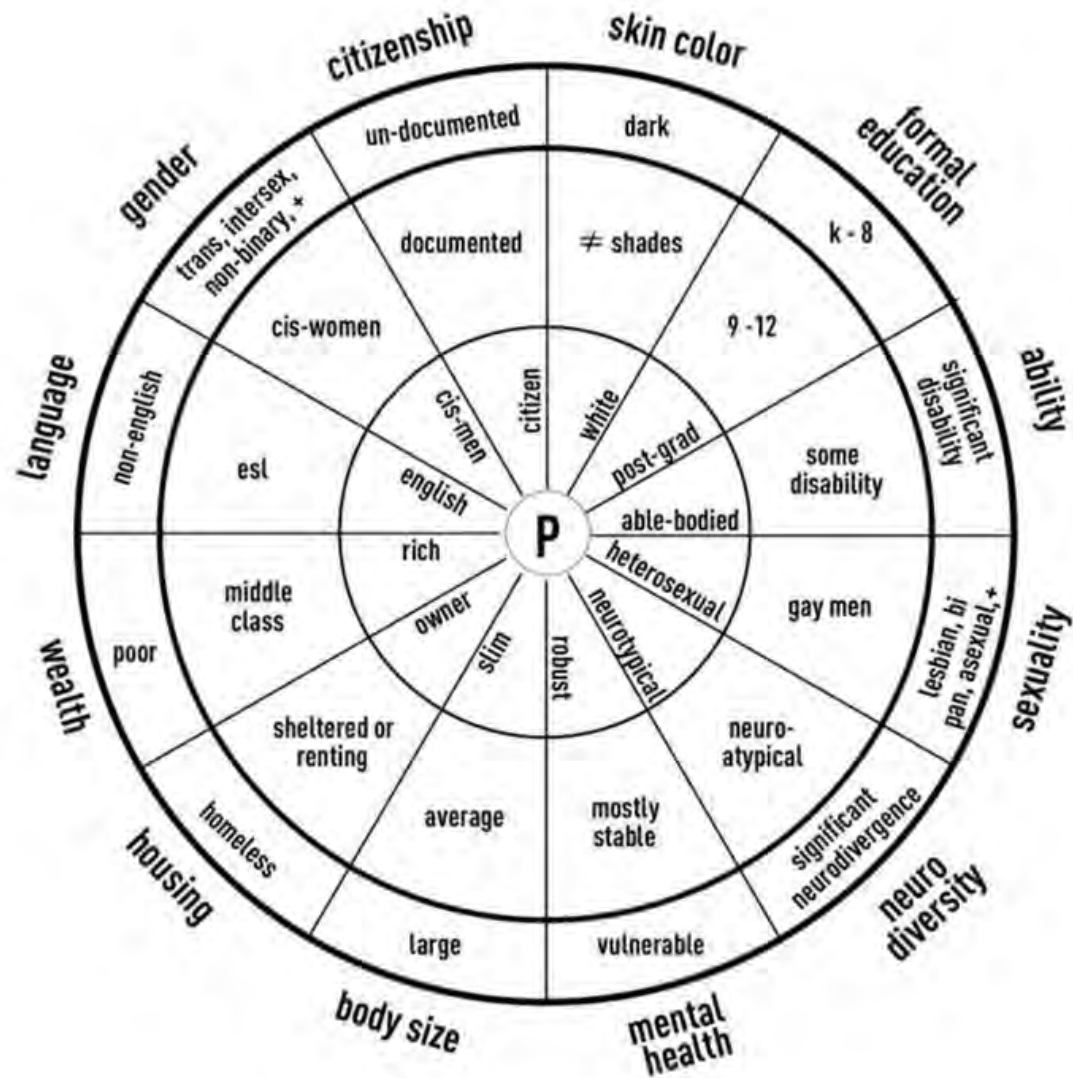 citizenship
skin color
formal
education
ability
sexuality
neuro
diversity
mental
health
body size
housing
wealth
language
gender
un-documented
dark
k - 8
significant
disability
lesbian, bi
pan, asexual, +
significant
neurodivergence
vulnerable
large
homeless
poor
non-english
trans, intersex,
non-binary, +
documented
≠ shades
9 -12
some
disability
gay men
neuro-
atypical
mostly
stable
average
sheltered or
renting
middle
class
esl
cis-women
citizen
white
post-grad
able-bodied
heterosexual
neurotypical
robust
slim
owner
rich
english
cis-men
P